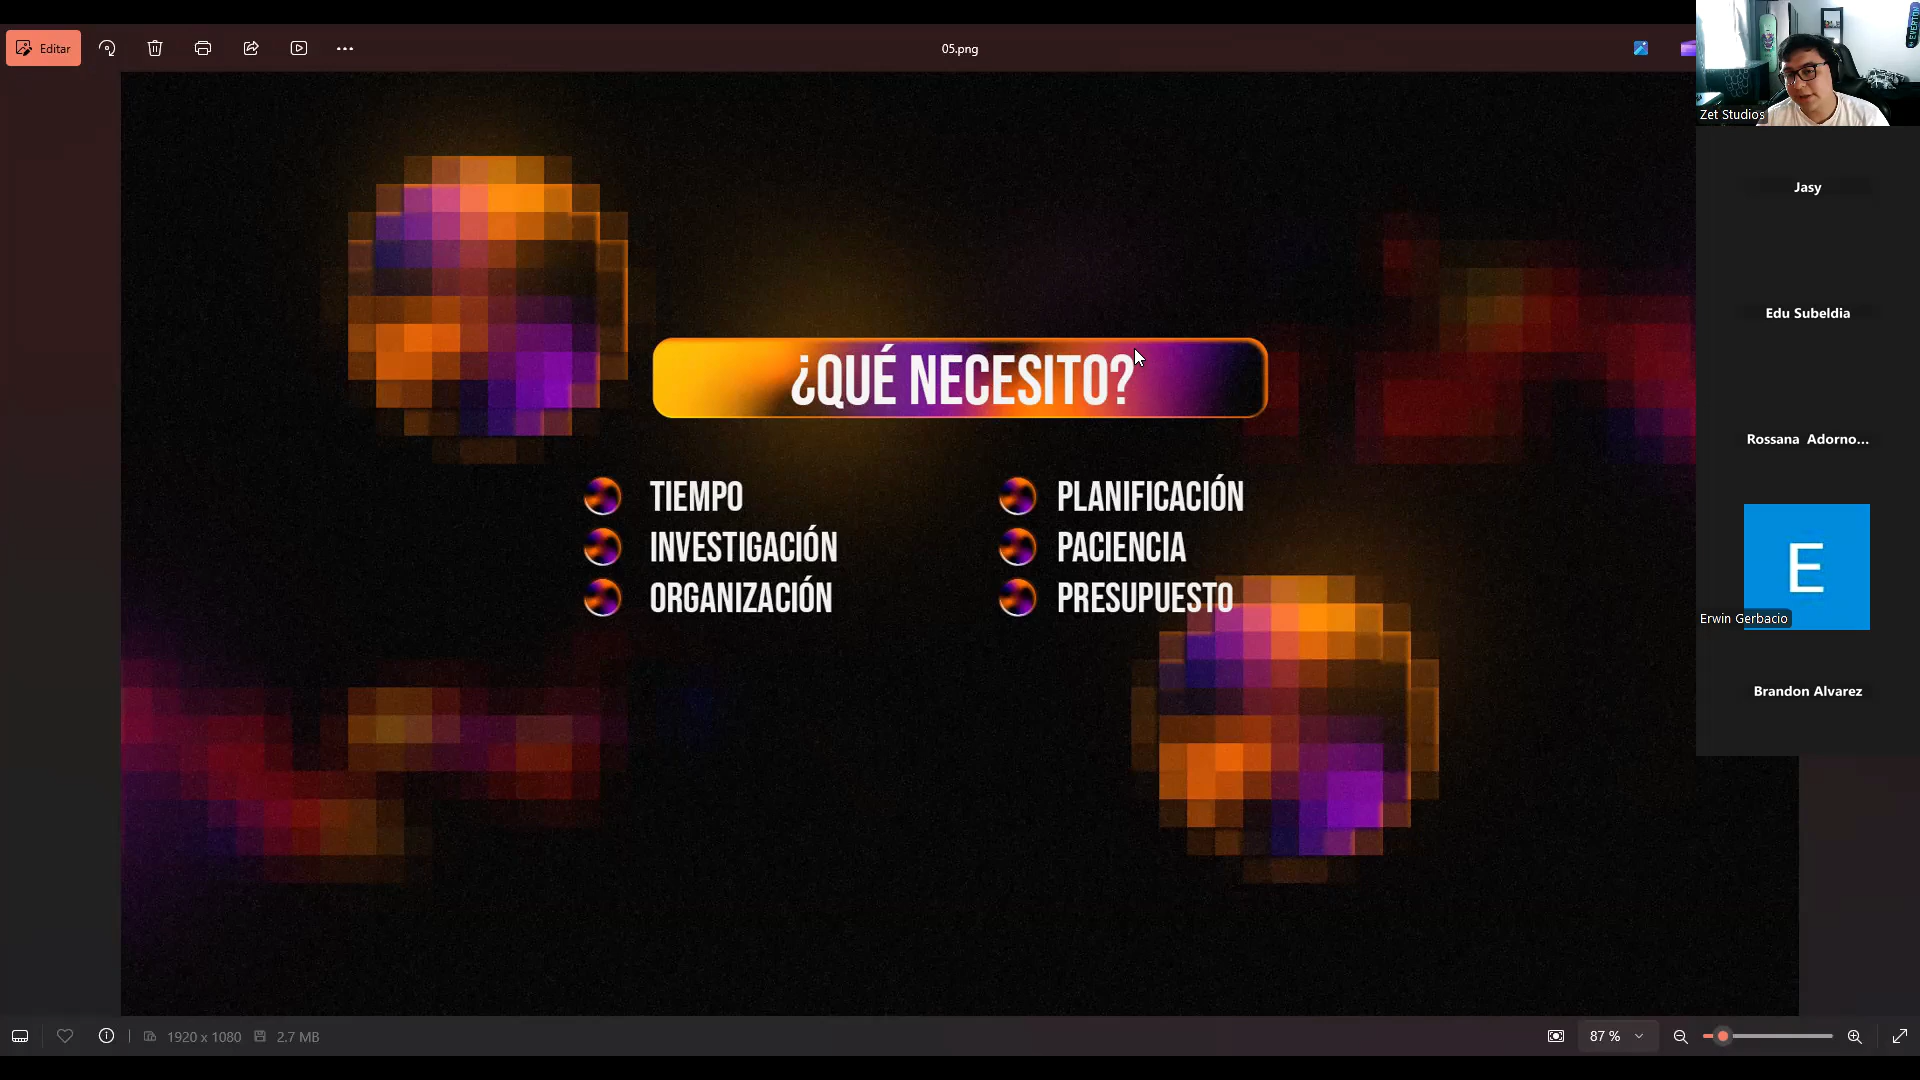 Editar
05.png
Zet Studios
Jasy
Edu Subeldia
Rossana Adorno...
E
Erwin Gerbacio
Brandon Alvarez
¿QUÉ NECESITO?
TIEMPO
INVESTIGACIÓN
ORGANIZACIÓN
PLANIFICACIÓN
PACIENCIA
PRESUPUESTO
1920 x 1080
2.7 MB
87 %